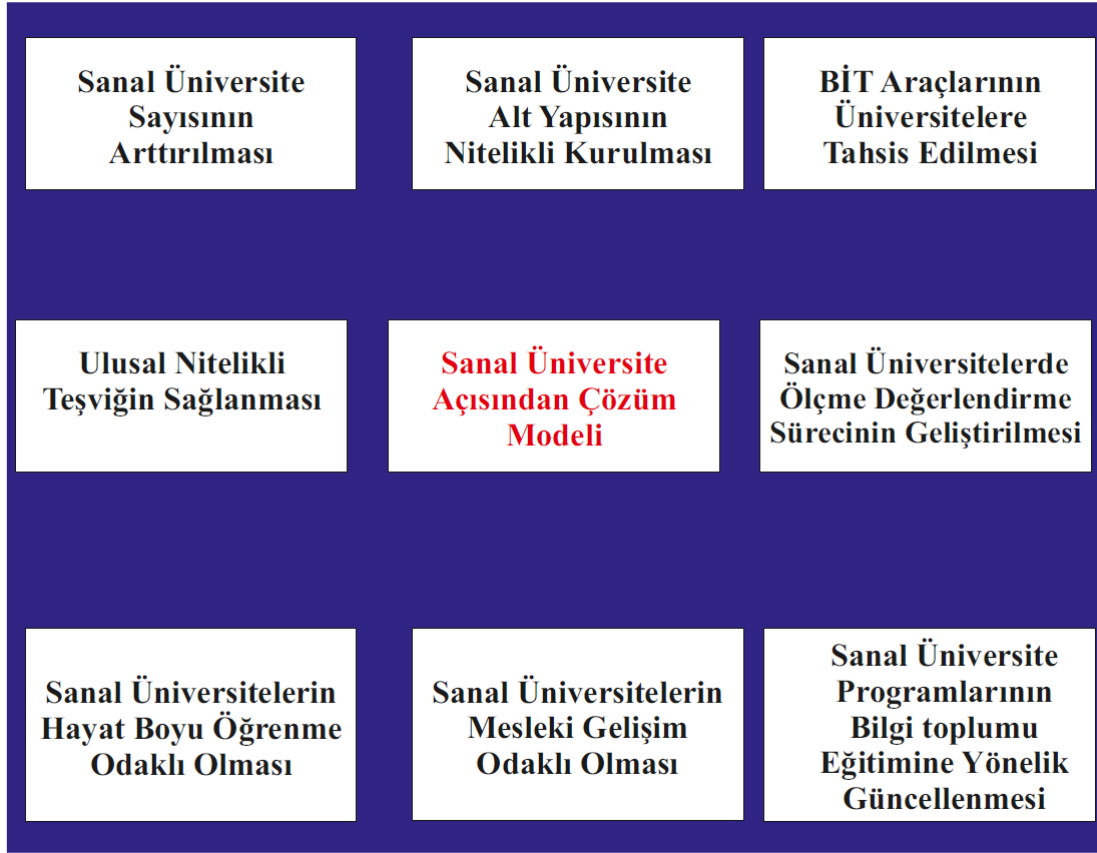 Sanal Üniversite
Sayısının
Arttırılması
Sanal Üniversite
Alt Yapısının
Nitelikli Kurulması
BİT Araçlarının
Üniversitelere
Tahsis Edilmesi
Ulusal Nitelikli
Teşviğin Sağlanması
Sanal Üniversite
Açısından Çözüm
Modeli
Sanal Üniversitelerde
Ölçme Değerlendirme
Sürecinin Geliştirilmesi
Sanal Üniversitelerin
Hayat Boyu Öğrenme
Odaklı Olması
Sanal Üniversitelerin
Mesleki Gelişim
Odaklı Olması
Sanal Üniversite
Programlarının
Bilgi toplumu
Eğitimine Yönelik
Güncellenmesi